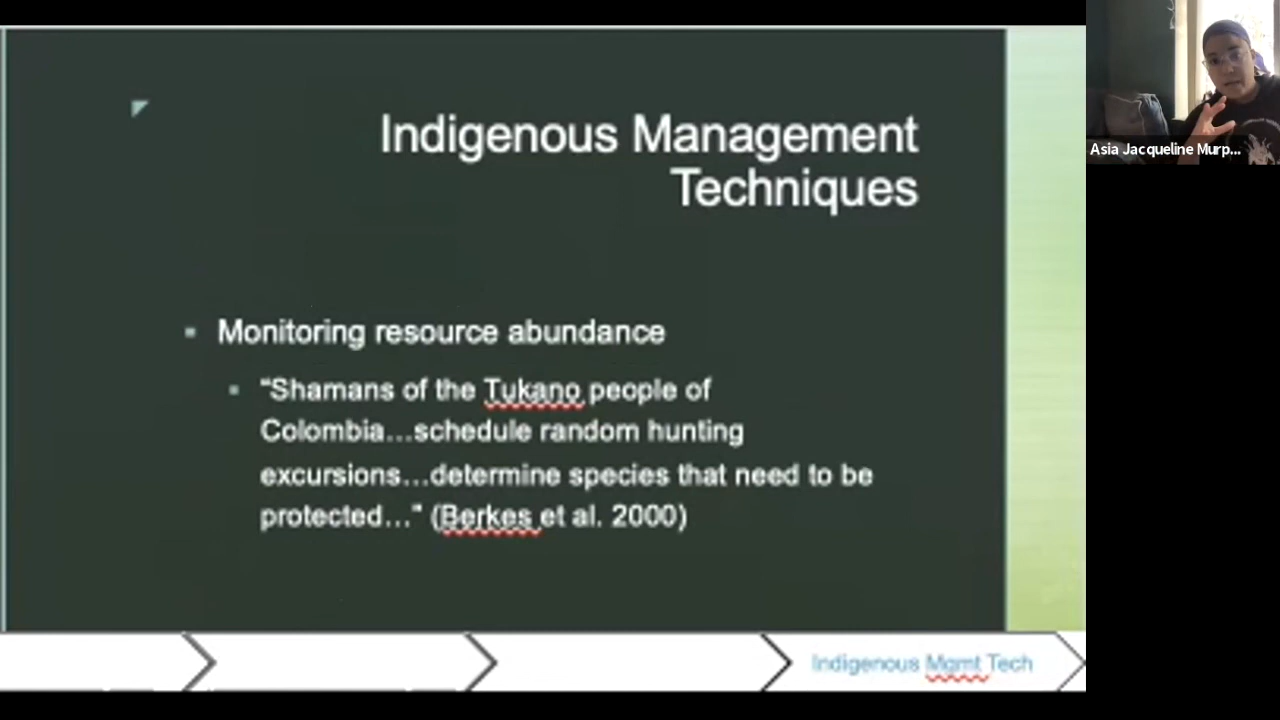 Indigenous Management
Techniques
Monitoring resource abundance
"Shamans of the Tukano people of
Colombia…schedule random hunting
excursions…determine species that need to be
protected…" (Berkes et al. 2000)
Indigenous Mgmt Tech
Asia Jacqueline Murp...